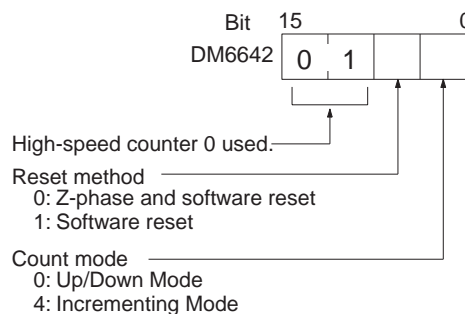 Bit 15 0
DM6642 0 1
High-speed counter 0 used.
Reset method
0: Z-phase and software reset
1: Software reset
Count mode
0: Up/Down Mode
4: Incrementing Mode